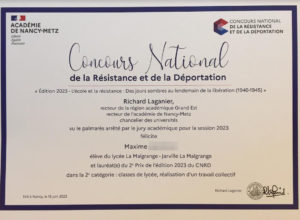 ACADÉMIE
DE NANCY-METZ
Liberté
Égalité
Fraternité
CONCOURS NATIONAL
DE LA RÉSISTANCE
ET DE LA DÉPORTATION
Concours National
de la Résistance et de la Déportation
« Édition 2023 - L'école et la résistance - Des jours sombres au lendemain de la libération (1940-1945) »
Richard Laganier,
recteur de la région académique Grand Est
recteur de l'académie de Nancy-Metz
chancelier des universités
vu le palmarès arrêté par le jury académique pour la session 2023
félicite
Maxime
élève du lycée La Malgrange - Jarville La Malgrange
et lauréat(e) du 2e Prix de l'édition 2023 du CNRD
dans la 2e catégorie : classes de lycée, réalisation d'un travail collectif
Fait à Nancy, le juin 2023
Richard Laganier